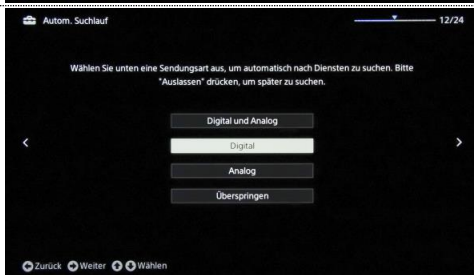 Autom. Suchlauf
12/24
Wählen Sie unten eine Sendungsart aus, um automatisch nach Diensten zu suchen. Bitte
"Auslassen" drücken, um später zu suchen.
Digital und Analog
Digital
Analog
Überspringen
Zurück Weiter Wählen